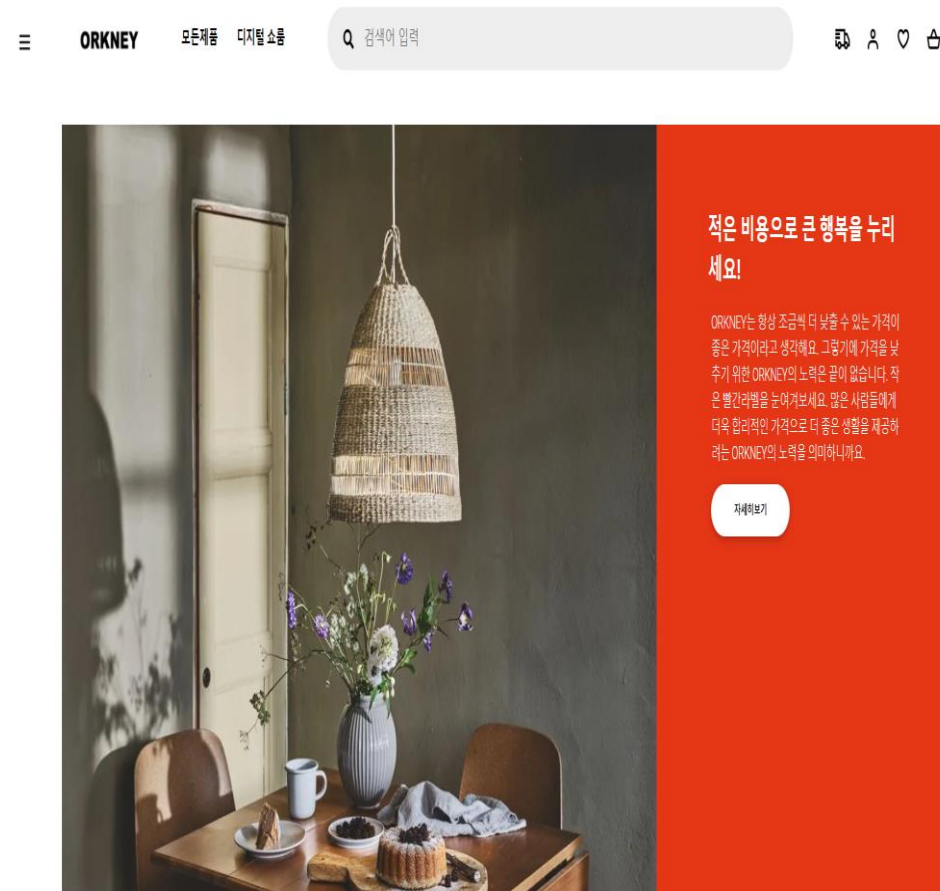 ORKNEY
모든제품 디지털 쇼룸
검색어 입력
적은 비용으로 큰 행복을 누리
세요!
ORKNEY는 항상 조금씩 더 낮출 수 있는 가격이
좋은 가격이라고 생각해요. 그렇기에 가격을 낮
추기 위한 ORKNEY의 노력은 끝이 없습니다. 작
은 빨간라벨을 눈여겨보세요. 많은 사람들에게
더욱 합리적인 가격으로 더 좋은 생활을 제공하
려는 ORKNEY의 노력을 의미하니까요.
자세히보기